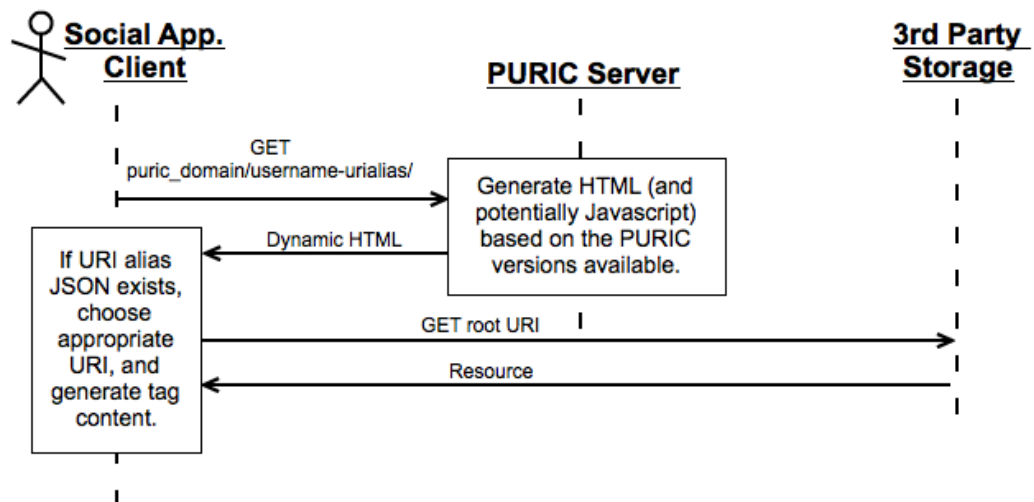 Social App.
Client
PURIC Server
3rd Party
Storage
GET
puric_domain/username-urialias/
Generate HTML (and
potentially Javascript)
based on the PURIC
versions available.
Dynamic HTML
If URI alias
JSON exists,
choose
appropriate
URI, and
generate tag
content.
GET root URI
Resource